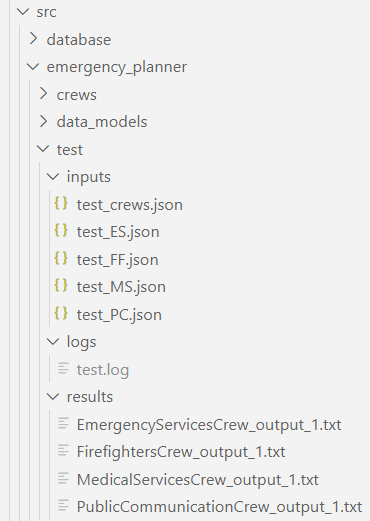 src
database
emergency_planner
crews
data_models
test
inputs
{} test_crews.json
{} test_ES.json
{} test_FF.json
{} test_MS.json
{} test_PC.json
logs
test.log
results
EmergencyServicesCrew_output_1.txt
FirefightersCrew_output_1.txt
MedicalServicesCrew_output_1.txt
PublicCommunicationCrew_output_1.txt